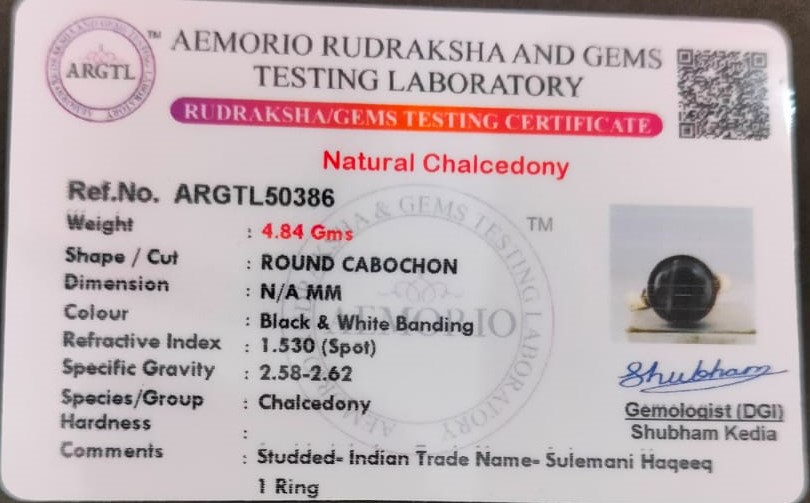 ARGTL
TM
AEMORIO RUDRAKSHA AND GEMS
TESTING LABORATORY
RUDRAKSHA/GEMS TESTING CERTIFICATE
Natural Chalcedony
Ref.No. ARGTL50386
Weight : 4.84 Gms
Shape / Cut : ROUND CABOCHON
Dimension : N/A MM
Colour : Black & White Banding
Refractive Index : 1.530 (Spot)
Specific Gravity : 2.58-2.62
Species/Group : Chalcedony
Hardness :
Comments : Studded- Indian Trade Name- Sulemani Haqeeq
1 Ring
TM
AEMORIO
Shubham
Gemologist (DGI)
Shubham Kedia